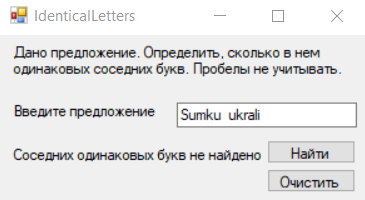 IdenticalLetters
Дано предложение. Определить, сколько в нем
одинаковых соседних букв. Пробелы не учитывать.
Введите предложение
Sumku ukrali
Соседних одинаковых букв не найдено
Найти
Очистить